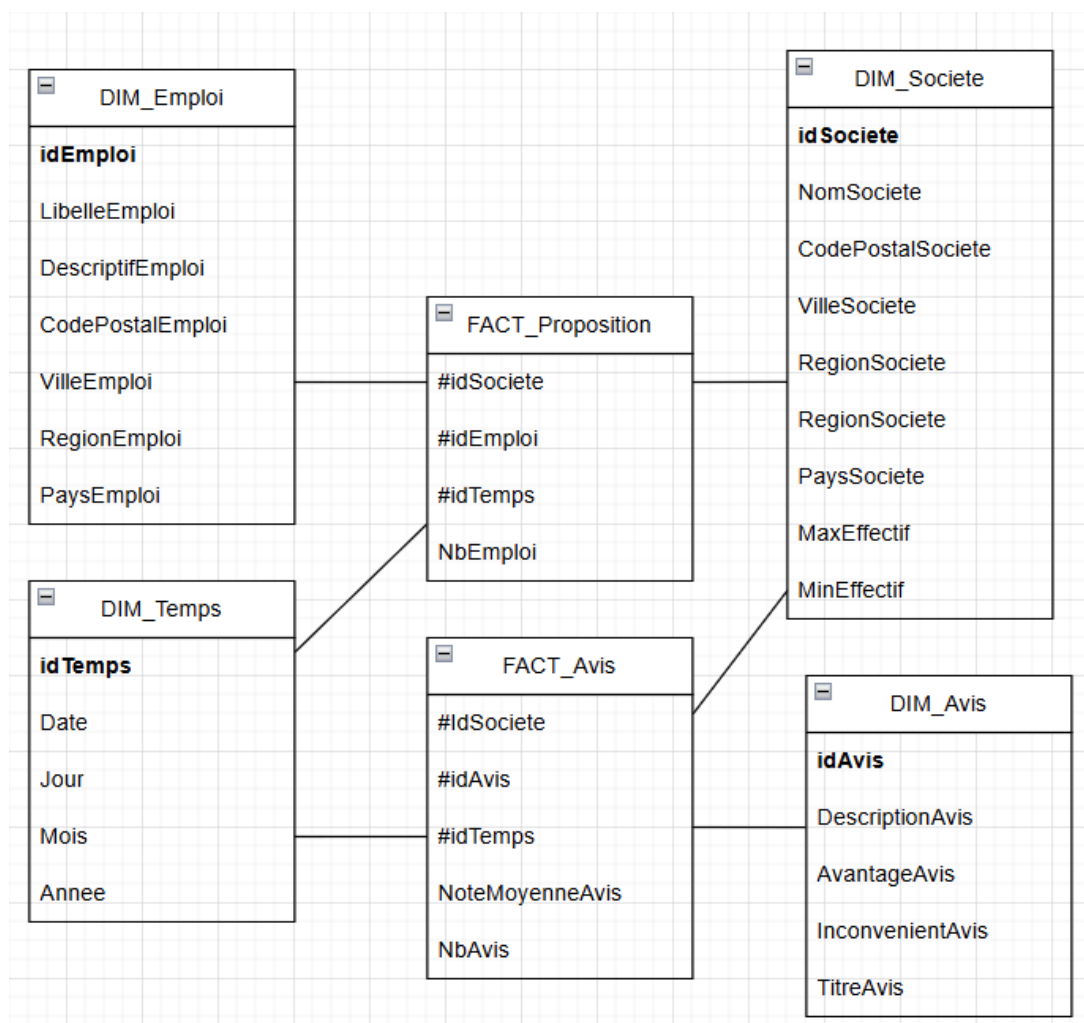 DIM_Emploi
idEmploi
LibelleEmploi
DescriptifEmploi
CodePostalEmploi
VilleEmploi
RegionEmploi
PaysEmploi
DIM_Societe
idSociete
NomSociete
CodePostalSociete
VilleSociete
RegionSociete
RegionSociete
PaysSociete
MaxEffectif
MinEffectif
FACT_Proposition
#idSociete
#idEmploi
#idTemps
NbEmploi
DIM_Temps
idTemps
Date
Jour
Mois
Annee
FACT_Avis
#IdSociete
#idAvis
#idTemps
NoteMoyenneAvis
NbAvis
DIM_Avis
idAvis
DescriptionAvis
AvantageAvis
InconvenientAvis
TitreAvis